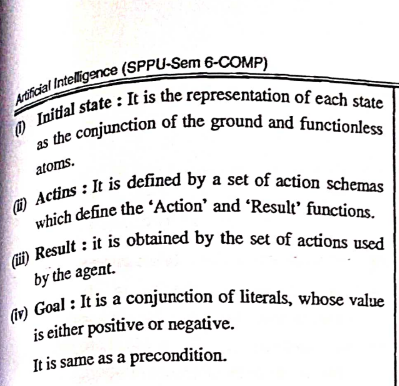 Artificial Intelligence (SPPU-Sem 6-COMP)
(i) Initial state : It is the representation of each state
as the conjunction of the ground and functionless
atoms.
(ii) Actins : It is defined by a set of action schemas
which define the ‘Action’ and ‘Result’ functions.
(iii) Result : it is obtained by the set of actions used
by the agent.
(iv) Goal : It is a conjunction of literals, whose value
is either positive or negative.
It is same as a precondition.